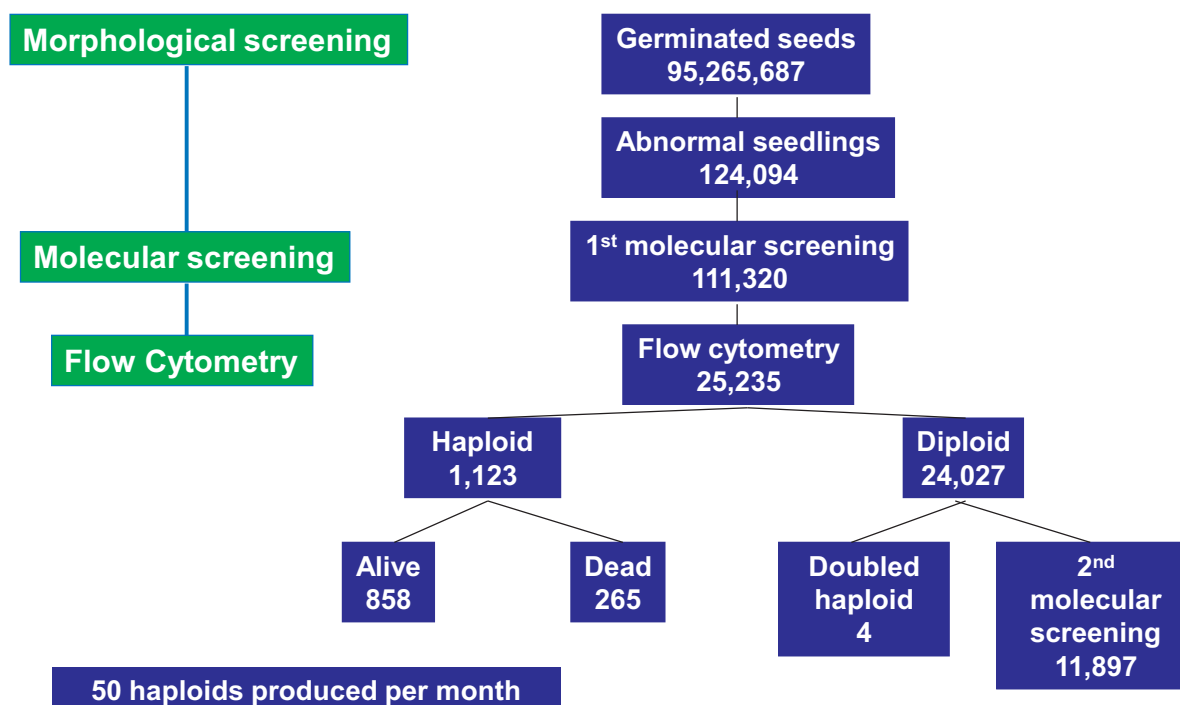 Morphological screening
Germinated seeds
95,265,687
Abnormal seedlings
124,094
Molecular screening
1st molecular screening
111,320
Flow Cytometry
Flow cytometry
25,235
Haploid
1,123
Diploid
24,027
Alive
858
Dead
265
Doubled
haploid
4
2nd
molecular
screening
11,897
50 haploids produced per month